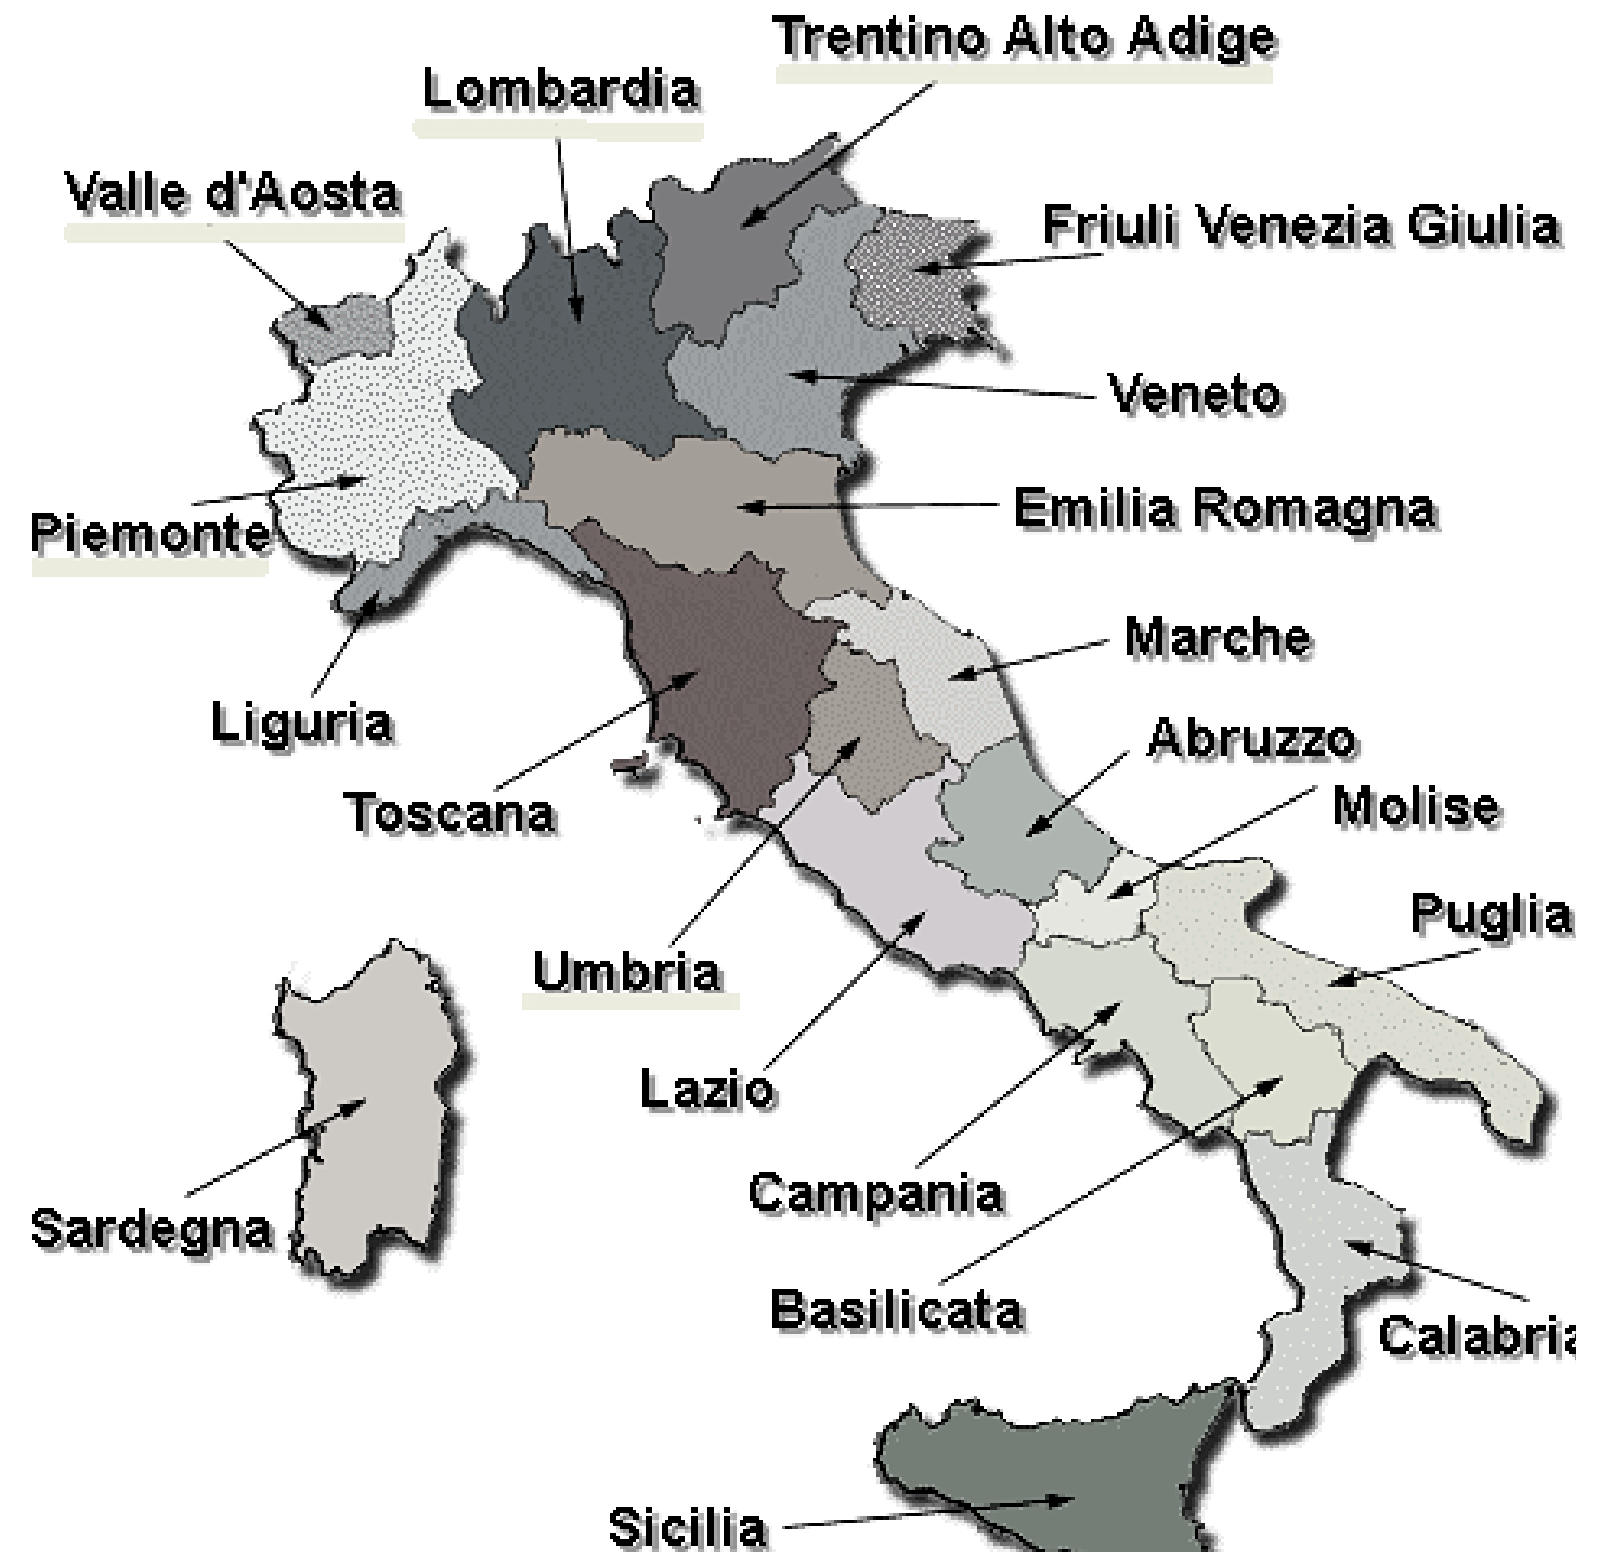 Trentino Alto Adige
Lombardia
Valle d'Aosta
Friuli Venezia Giulia
Veneto
Emilia Romagna
Piemonte
Marche
Liguria
Abruzzo
Molise
Toscana
Puglia
Umbria
Lazio
Campania
Sardegna
Basilicata
Calabria
Sicilia